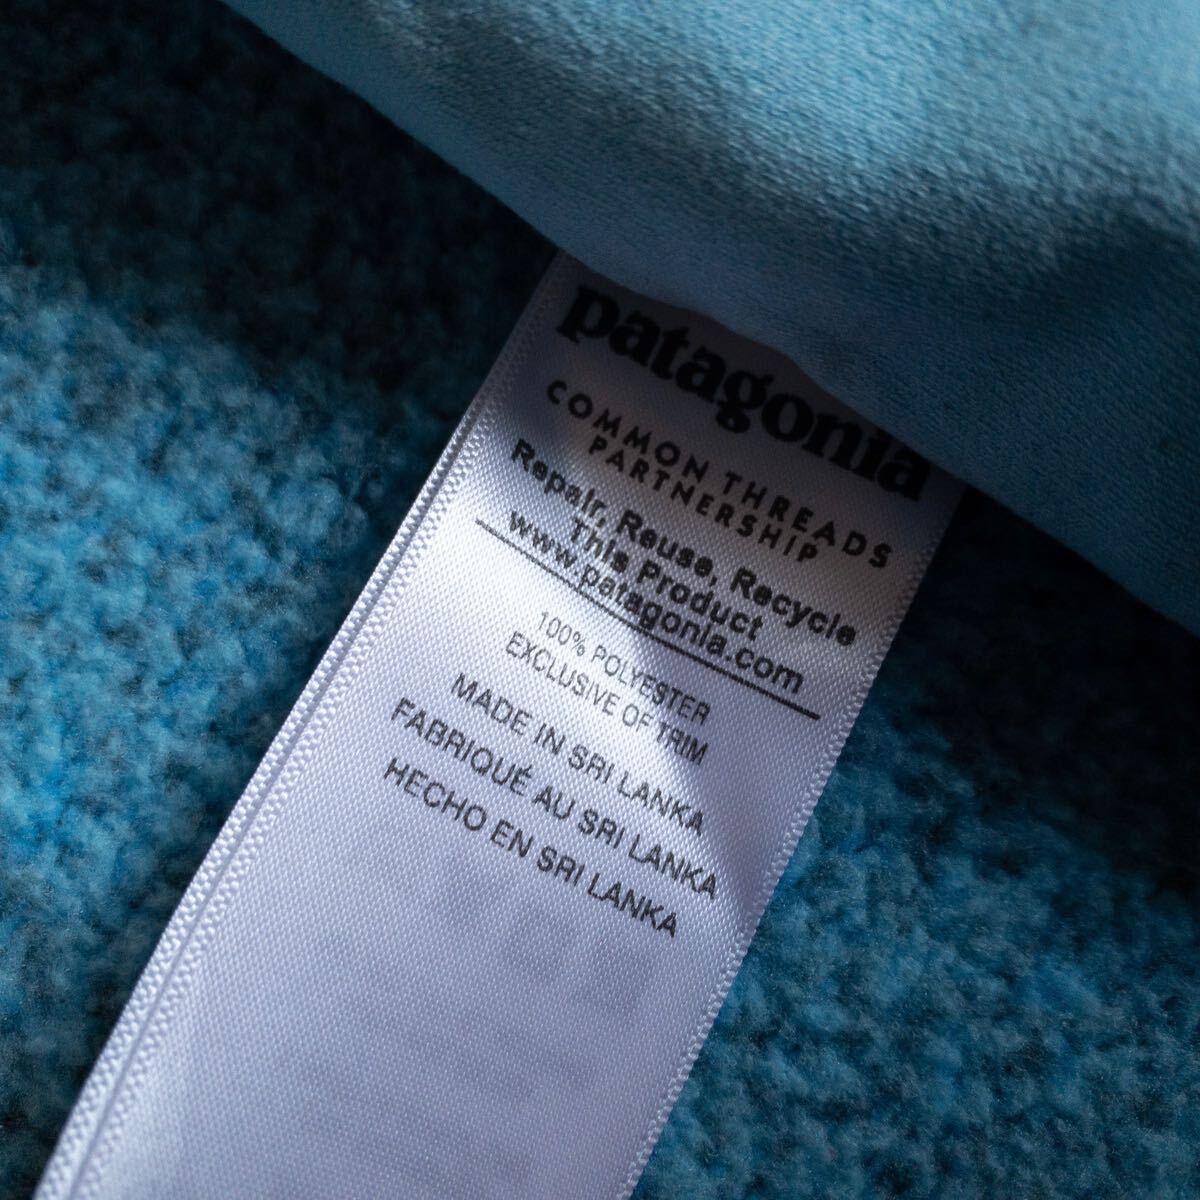 patagonia
COMMON THREADS
PARTNERSHIP
Repair, Reuse, Recycle
This Product
www.patagonia.com
100% POLYESTER
EXCLUSIVE OF TRIM
MADE IN SRI LANKA
FABRIQUÉ AU SRI LANKA
HECHO EN SRI LANKA